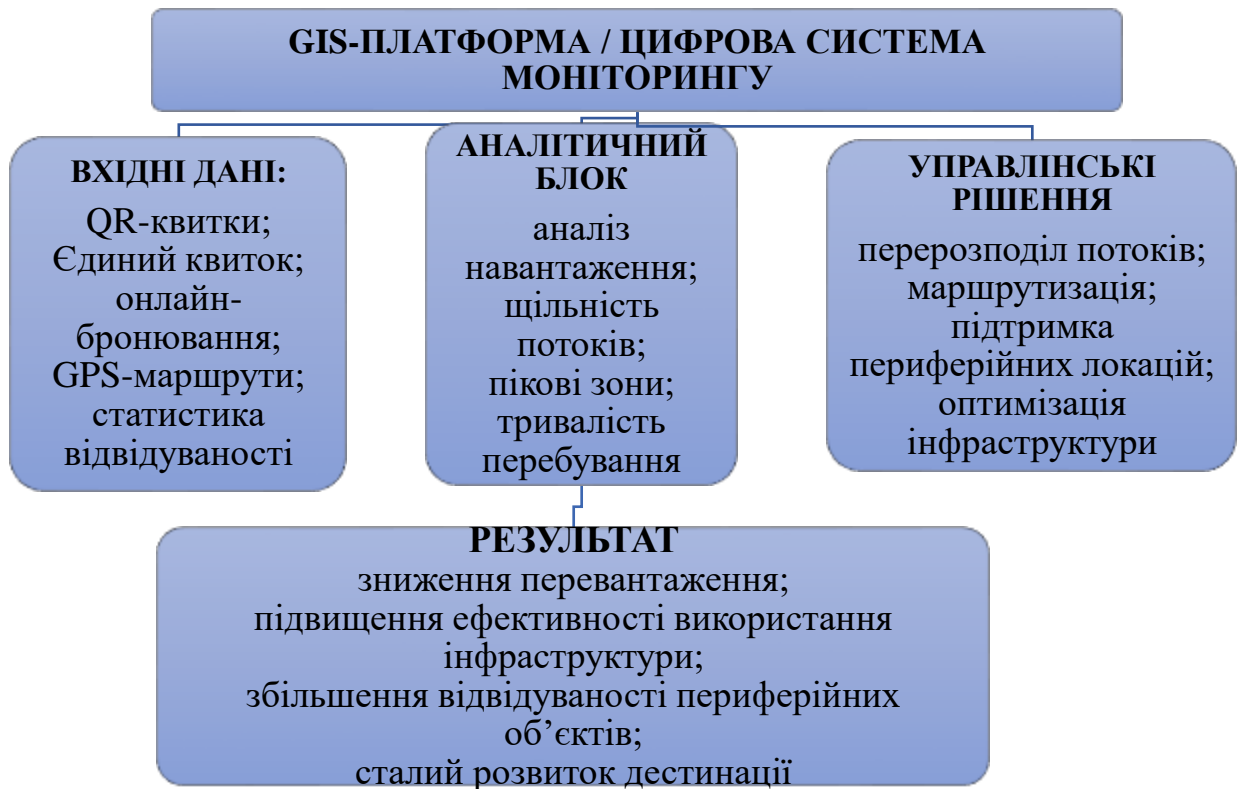 GIS-ПЛАТФОРМА / ЦИФРОВА СИСТЕМА
МОНІТОРИНГУ
ВХІДНІ ДАНІ:
QR-квитки;
Єдиний квиток;
онлайн-
бронювання;
GPS-маршрути;
статистика
відвідуваності
АНАЛІТИЧНИЙ
БЛОК
аналіз
навантаження;
щільність
потоків;
пікові зони;
тривалість
перебування
УПРАВЛІНСЬКІ
РІШЕННЯ
перерозподіл потоків;
маршрутизація;
підтримка
периферійних локацій;
оптимізація
інфраструктури
РЕЗУЛЬТАТ
зниження перевантаження;
підвищення ефективності використання
інфраструктури;
збільшення відвідуваності периферійних
об’єктів;
сталий розвиток дестинації